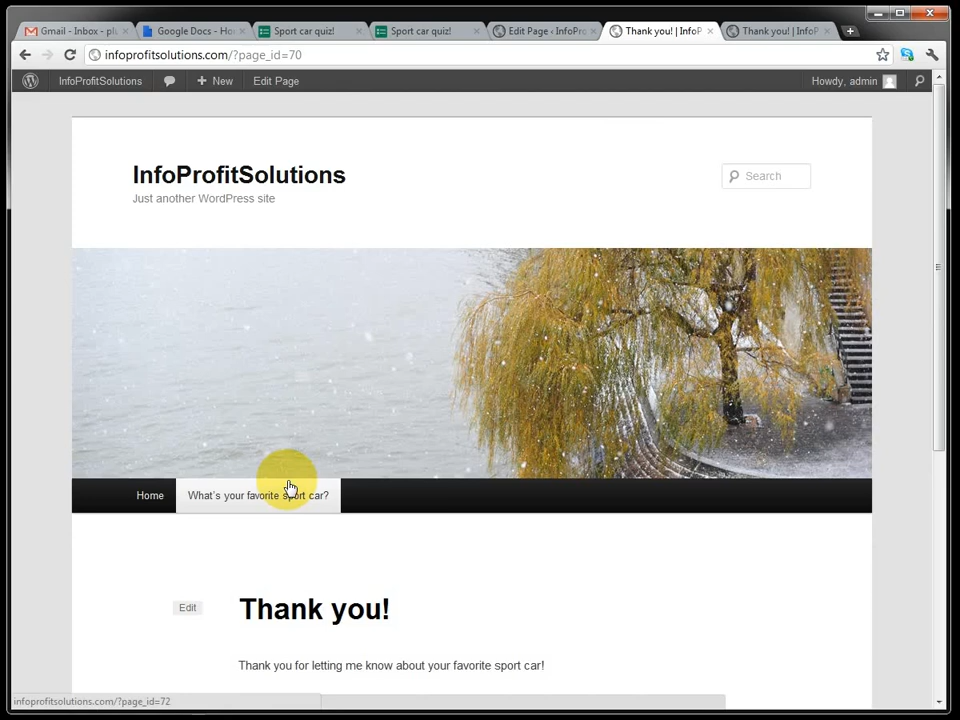 Gmail - Inbox - pl
Google Docs - Ho
Sport car quiz!
Sport car quiz!
Edit Page ‹ InfoPro
Thank you! | InfoP
Thank you! | InfoP
infoprofitsolutions.com/?page_id=70
InfoProfitSolutions
New
Edit Page
Howdy, admin
InfoProfitSolutions
Search
Just another WordPress site
Home
What's your favorite sport car?
Edit
Thank you!
Thank you for letting me know about your favorite sport car!
infoprofitsolutions.com/?page_id=72